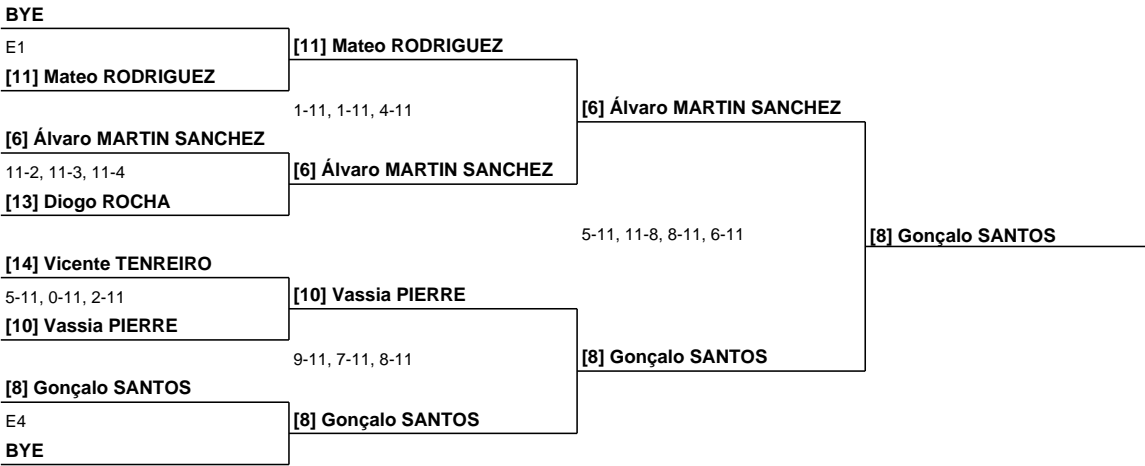 BYE
E1
[11] Mateo RODRIGUEZ
[11] Mateo RODRIGUEZ
1-11, 1-11, 4-11
[6] Álvaro MARTIN SANCHEZ
[6] Álvaro MARTIN SANCHEZ
11-2, 11-3, 11-4
[6] Álvaro MARTIN SANCHEZ
[13] Diogo ROCHA
5-11, 11-8, 8-11, 6-11
[8] Gonçalo SANTOS
[14] Vicente TENREIRO
5-11, 0-11, 2-11
[10] Vassia PIERRE
[10] Vassia PIERRE
9-11, 7-11, 8-11
[8] Gonçalo SANTOS
[8] Gonçalo SANTOS
E4
[8] Gonçalo SANTOS
BYE